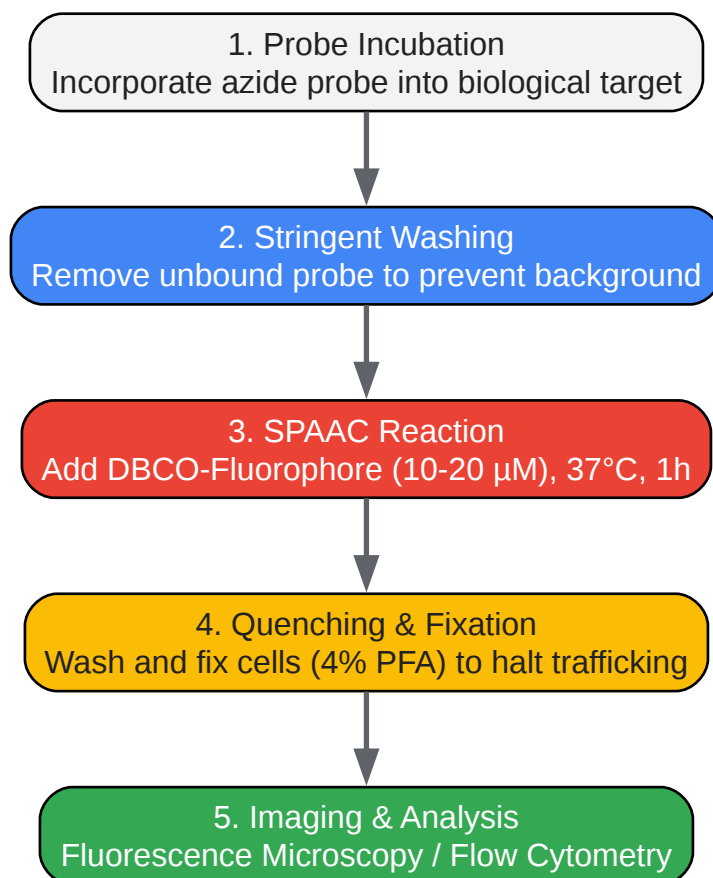 1. Probe Incubation
Incorporate azide probe into biological target
2. Stringent Washing
Remove unbound probe to prevent background
3. SPAAC Reaction
Add DBCO-Fluorophore (10-20 µM), 37°C, 1h
4. Quenching & Fixation
Wash and fix cells (4% PFA) to halt trafficking
5. Imaging & Analysis
Fluorescence Microscopy / Flow Cytometry